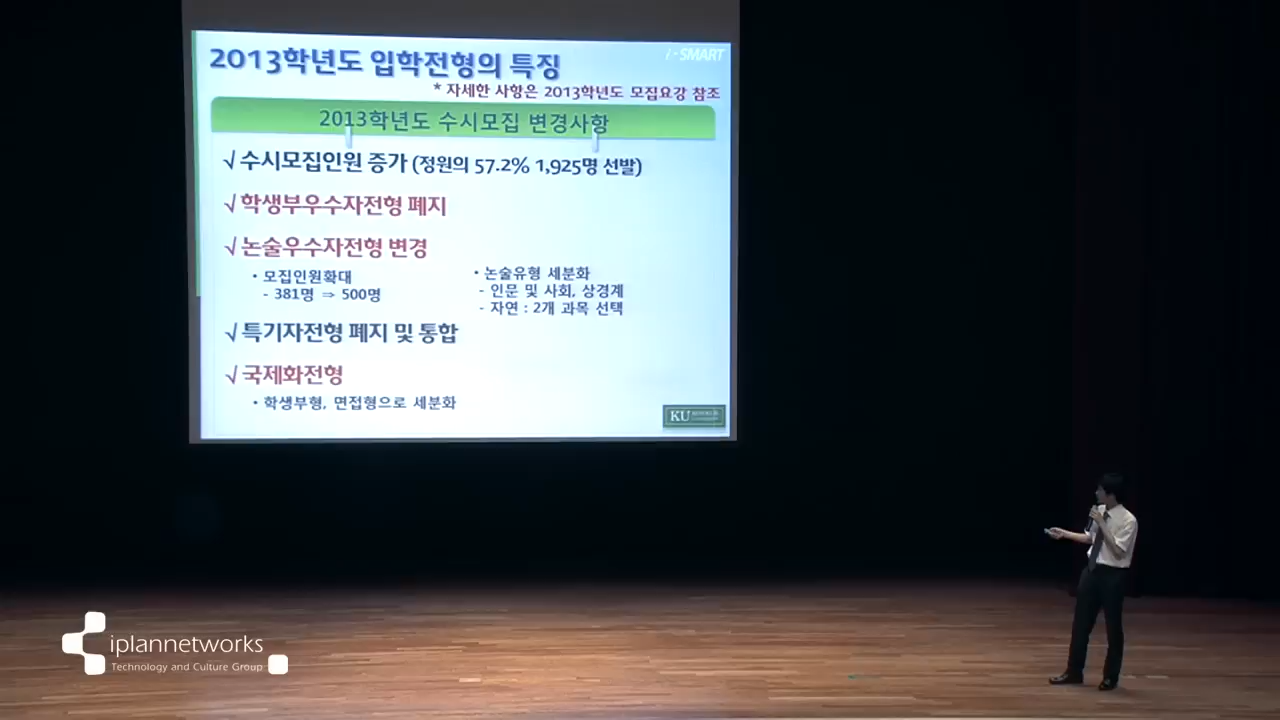 2013학년도 입학전형의 특징
i-SMART
* 자세한 사항은 2013학년도 모집요강 참조
2013학년도 수시모집 변경사항
√ 수시모집인원 증가 (정원의 57.2% 1,925명 선발)
√ 학생부우수자전형 폐지
√ 논술우수자전형 변경
• 모집인원확대
- 381명 ⇒ 500명
• 논술유형 세분화
- 인문 및 사회, 상경계
- 자연 : 2개 과목 선택
√ 특기자전형 폐지 및 통합
√ 국제화전형
• 학생부형, 면접형으로 세분화
KU
iplannetworks
Technology and Culture Group